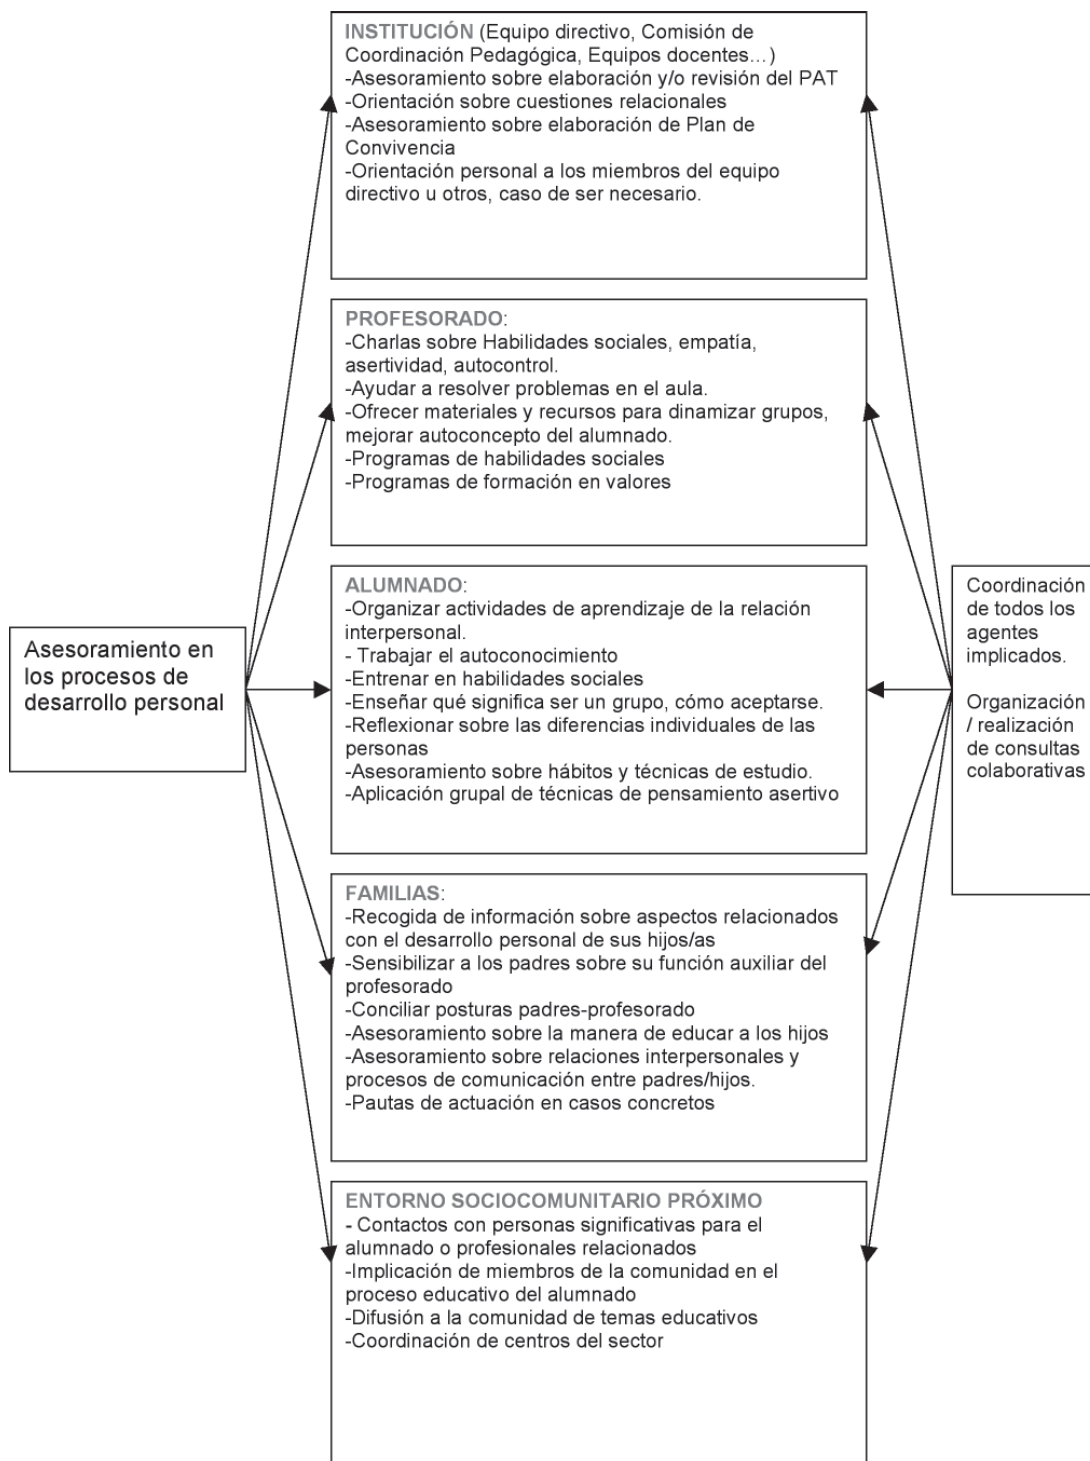 INSTITUCIÓN (Equipo directivo, Comisión de
Coordinación Pedagógica, Equipos docentes…)
-Asesoramiento sobre elaboración y/o revisión del PAT
-Orientación sobre cuestiones relacionales
-Asesoramiento sobre elaboración de Plan de
Convivencia
-Orientación personal a los miembros del equipo
directivo u otros, caso de ser necesario.
PROFESORADO:
-Charlas sobre Habilidades sociales, empatía,
asertividad, autocontrol.
-Ayudar a resolver problemas en el aula.
-Ofrecer materiales y recursos para dinamizar grupos,
mejorar autoconcepto del alumnado.
-Programas de habilidades sociales
-Programas de formación en valores
Asesoramiento en
los procesos de
desarrollo personal
ALUMNADO:
-Organizar actividades de aprendizaje de la relación
interpersonal.
- Trabajar el autoconocimiento
-Entrenar en habilidades sociales
-Enseñar qué significa ser un grupo, cómo aceptarse.
-Reflexionar sobre las diferencias individuales de las
personas
-Asesoramiento sobre hábitos y técnicas de estudio.
-Aplicación grupal de técnicas de pensamiento asertivo
Coordinación
de todos los
agentes
implicados.
Organización
/ realización
de consultas
colaborativas
FAMILIAS:
-Recogida de información sobre aspectos relacionados
con el desarrollo personal de sus hijos/as
-Sensibilizar a los padres sobre su función auxiliar del
profesorado
-Conciliar posturas padres-profesorado
-Asesoramiento sobre la manera de educar a los hijos
-Asesoramiento sobre relaciones interpersonales y
procesos de comunicación entre padres/hijos.
-Pautas de actuación en casos concretos
ENTORNO SOCIOCOMUNITARIO PRÓXIMO
- Contactos con personas significativas para el
alumnado o profesionales relacionados
-Implicación de miembros de la comunidad en el
proceso educativo del alumnado
-Difusión a la comunidad de temas educativos
-Coordinación de centros del sector